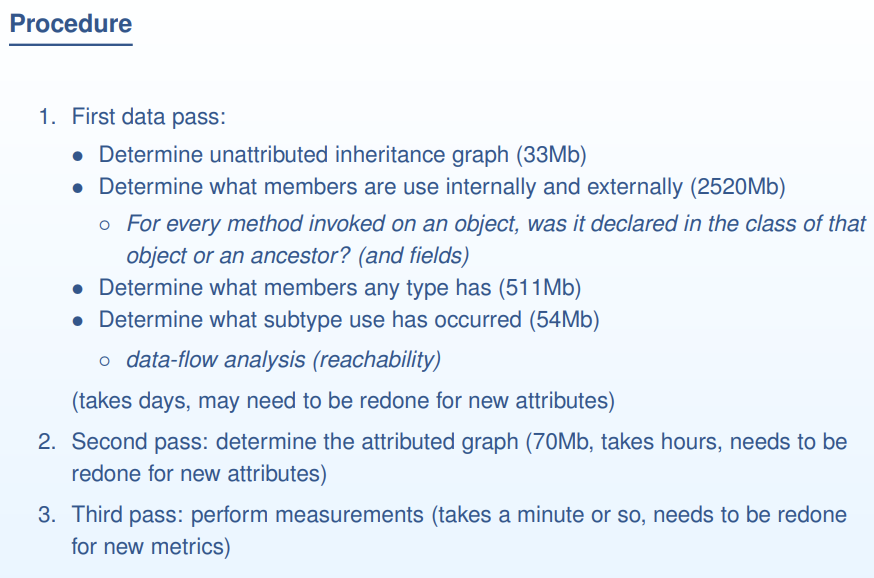 Procedure
1. First data pass:
● Determine unattributed inheritance graph (33Mb)
● Determine what members are use internally and externally (2520Mb)
○ For every method invoked on an object, was it declared in the class of that
object or an ancestor? (and fields)
● Determine what members any type has (511Mb)
● Determine what subtype use has occurred (54Mb)
○ data-flow analysis (reachability)
(takes days, may need to be redone for new attributes)
2. Second pass: determine the attributed graph (70Mb, takes hours, needs to be
redone for new attributes)
3. Third pass: perform measurements (takes a minute or so, needs to be redone
for new metrics)